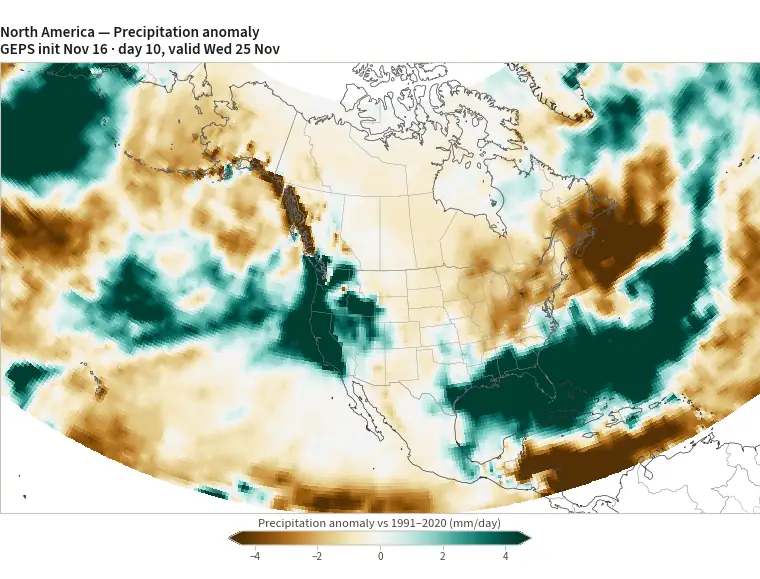 North America — Precipitation anomaly
GEPS init Nov 16 · day 10, valid Wed 25 Nov
Precipitation anomaly vs 1991–2020 (mm/day)
−4 −2 0 2 4